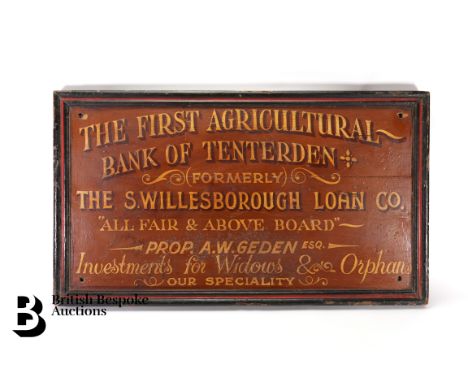 THE FIRST AGRICULTURAL
BANK OF TENTERDEN
(FORMERLY)
THE S.WILLESBOROUGH LOAN CO.
"ALL FAIR & ABOVE BOARD"
PROP. A.W.GEDEN ESQ.
Investments for Widows & Orphans
OUR SPECIALITY
B
British Bespoke
Auctions